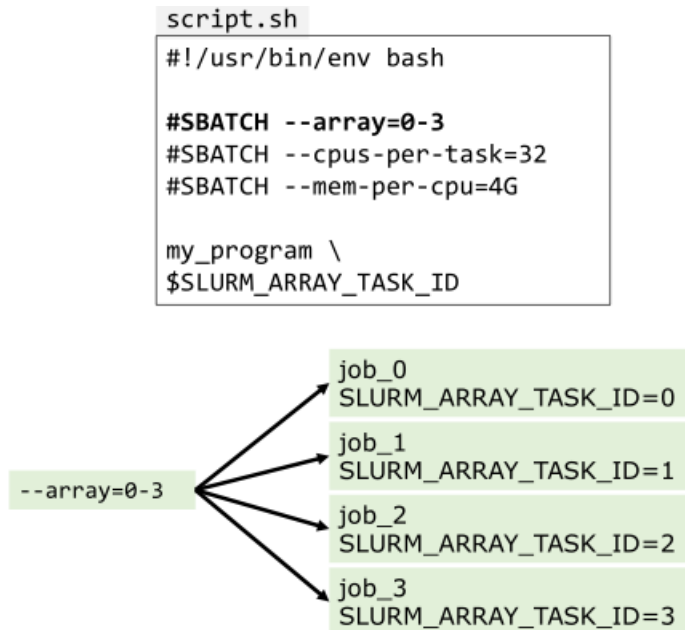 script.sh
#!/usr/bin/env bash
#SBATCH --array=0-3
#SBATCH --cpus-per-task=32
#SBATCH --mem-per-cpu=4G
my_program \
$SLURM_ARRAY_TASK_ID
job_0
SLURM_ARRAY_TASK_ID=0
job_1
SLURM_ARRAY_TASK_ID=1
--array=0-3
job_2
SLURM_ARRAY_TASK_ID=2
job_3
SLURM_ARRAY_TASK_ID=3